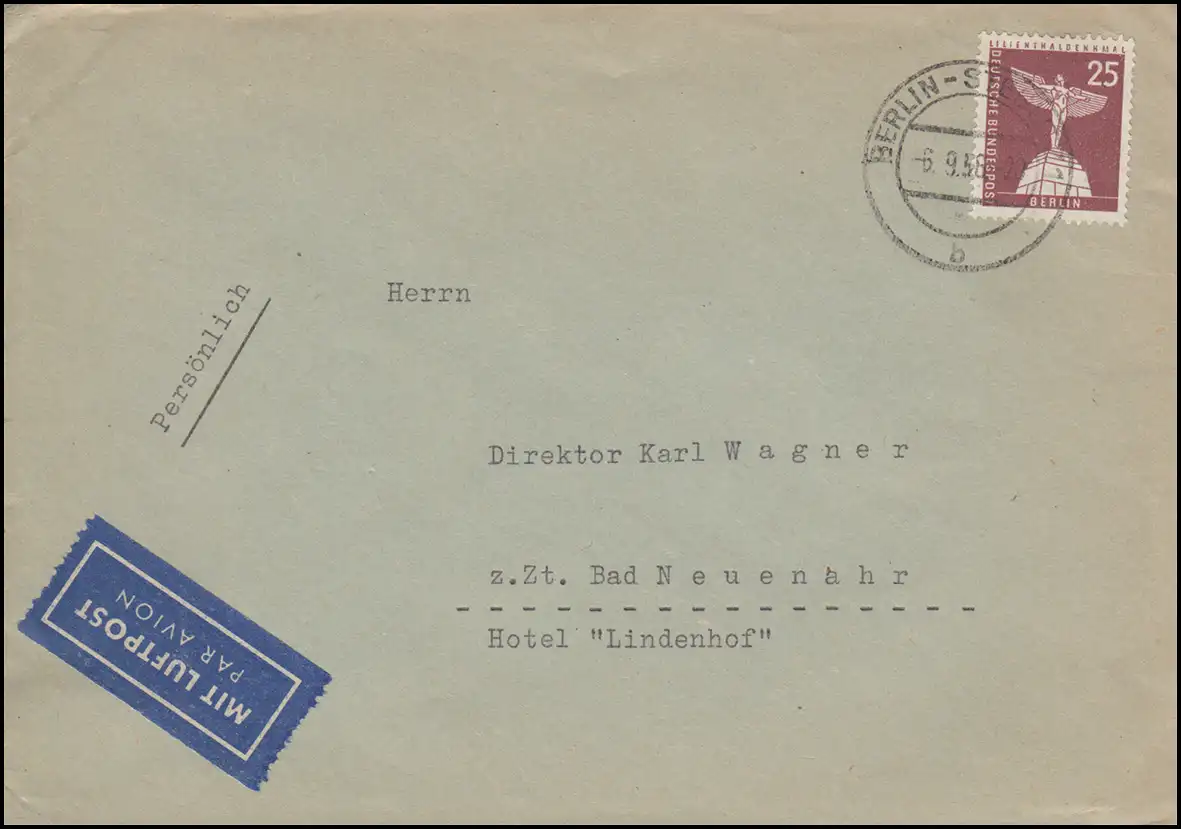 LILIENTHALDENKMAL
25
DEUTSCHE BUNDESPOST
BERLIN
BERLIN-
-6.9.56
b
Persönlich
Herrn
Direktor Karl W a g n e r
z.Zt. Bad N e u e n a h r
Hotel "Lindenhof"
MIT LUFTPOST
PAR AVION